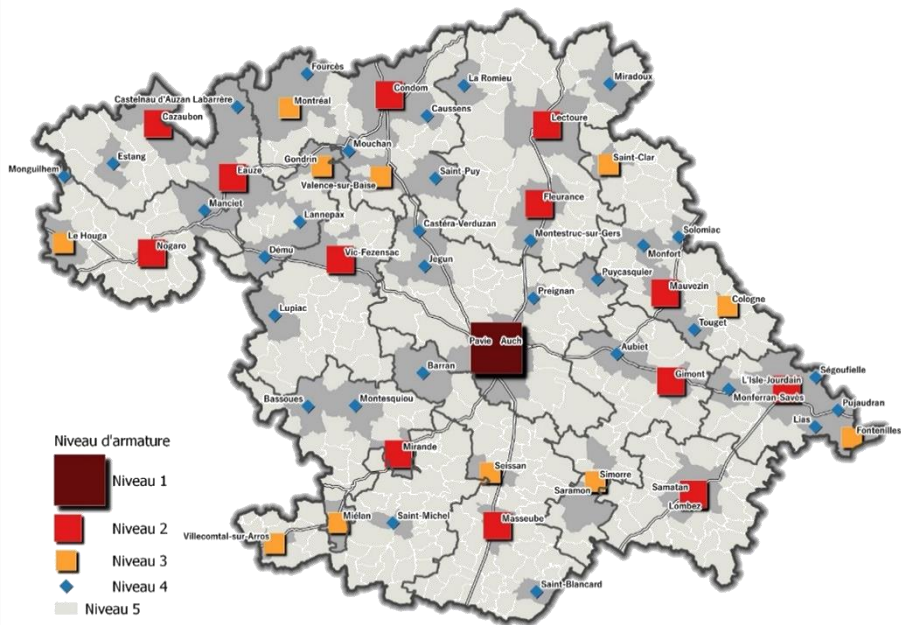 Fourcès
La Romieu
Miradoux
Condom
Castelnau d'Auzan Labarrère
Montréal
Cazaubon
Caussens
Lectoure
Mouchan
Estang
Gondrin
Saint-Clar
Monguilhem
Eauze
Valence-sur-Baïse
Saint-Puy
Fleurance
Manciet
Lannepax
Castéra-Verduzan
Solomiac
Le Houga
Montestruc-sur-Gers
Nogaro
Dému
Vic-Fezensac
Monfort
Jegun
Puycasquier
Mauvezin
Preignan
Cologne
Lupiac
Touget
Pavie Auch
Aubiet
Barran
Gimont
Ségoufielle
L'Isle-Jourdain
Bassoues
Montesquiou
Monferran-Savès
Pujaudran
Lias
Fontenilles
Mirande
Seissan
Simorre
Saramon
Samatan
Lombez
Miélan
Saint-Michel
Masseube
Villecomtal-sur-Arros
Saint-Blancard
Niveau d'armature
Niveau 1
Niveau 2
Niveau 3
Niveau 4
Niveau 5